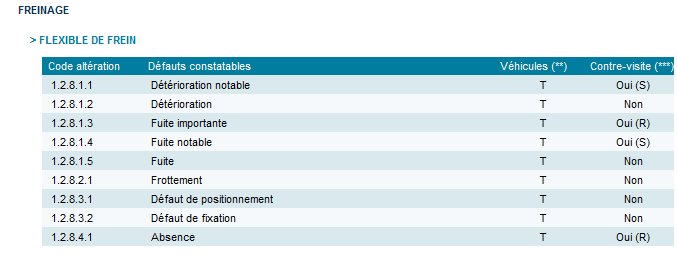 FREINAGE
> FLEXIBLE DE FREIN
Code altération Défauts constatables Véhicules (**) Contre-visite (***)
1.2.8.1.1 Détérioration notable T Oui (S)
1.2.8.1.2 Détérioration T Non
1.2.8.1.3 Fuite importante T Oui (R)
1.2.8.1.4 Fuite notable T Oui (S)
1.2.8.1.5 Fuite T Non
1.2.8.2.1 Frottement T Non
1.2.8.3.1 Défaut de positionnement T Non
1.2.8.3.2 Défaut de fixation T Non
1.2.8.4.1 Absence T Oui (R)